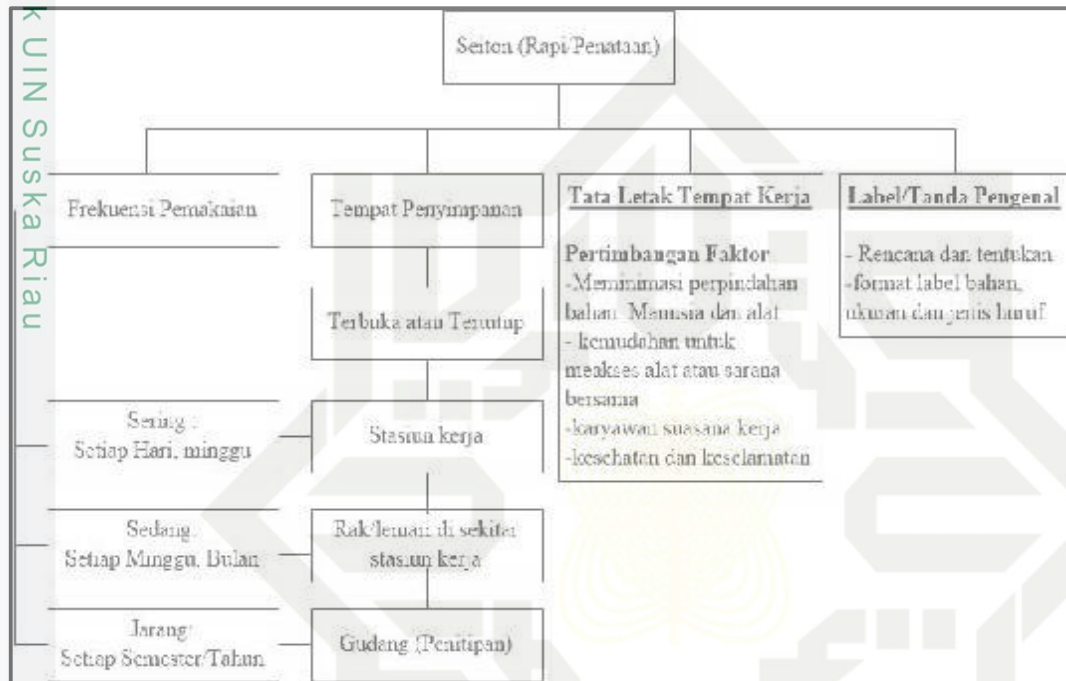 k UIN Suska Riau
Seiton (Rapi/Penataan)
Frekuensi Pemakaian
Tempat Penyimpanan
Tata Letak Tempat Kerja
Label/Tanda Pengenal
Pertimbangan Faktor
-Meminimasi perpindahan
bahan, Manusia dan alat
- kemudahan untuk
meakses alat atau sarana
bersama
-karyawan suasana kerja
-kesehatan dan keselamatan
- Rencana dan tentukan
-format label bahan,
ukuran dan jenis huruf
Terbuka atau Tertutup
Sering :
Setiap Hari, minggu
Stasiun kerja
Sedang:
Setiap Minggu, Bulan
Rak/lemari di sekitar
stasiun kerja
Jarang:
Setiap Semester/Tahun
Gudang (Penitipan)